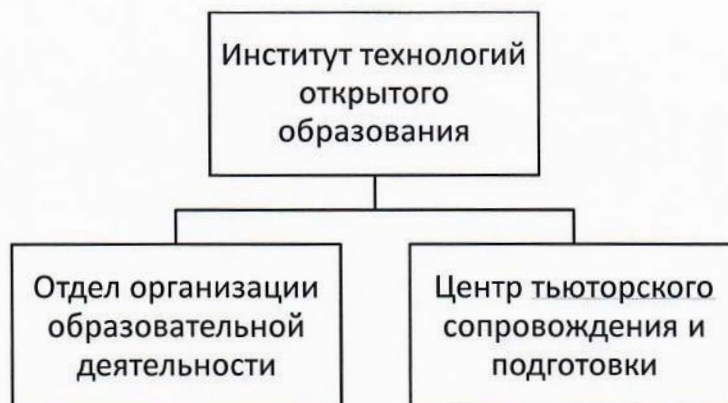 Институт технологий
открытого
образования
Отдел организации
образовательной
деятельности
Центр тьюторского
сопровождения и
подготовки